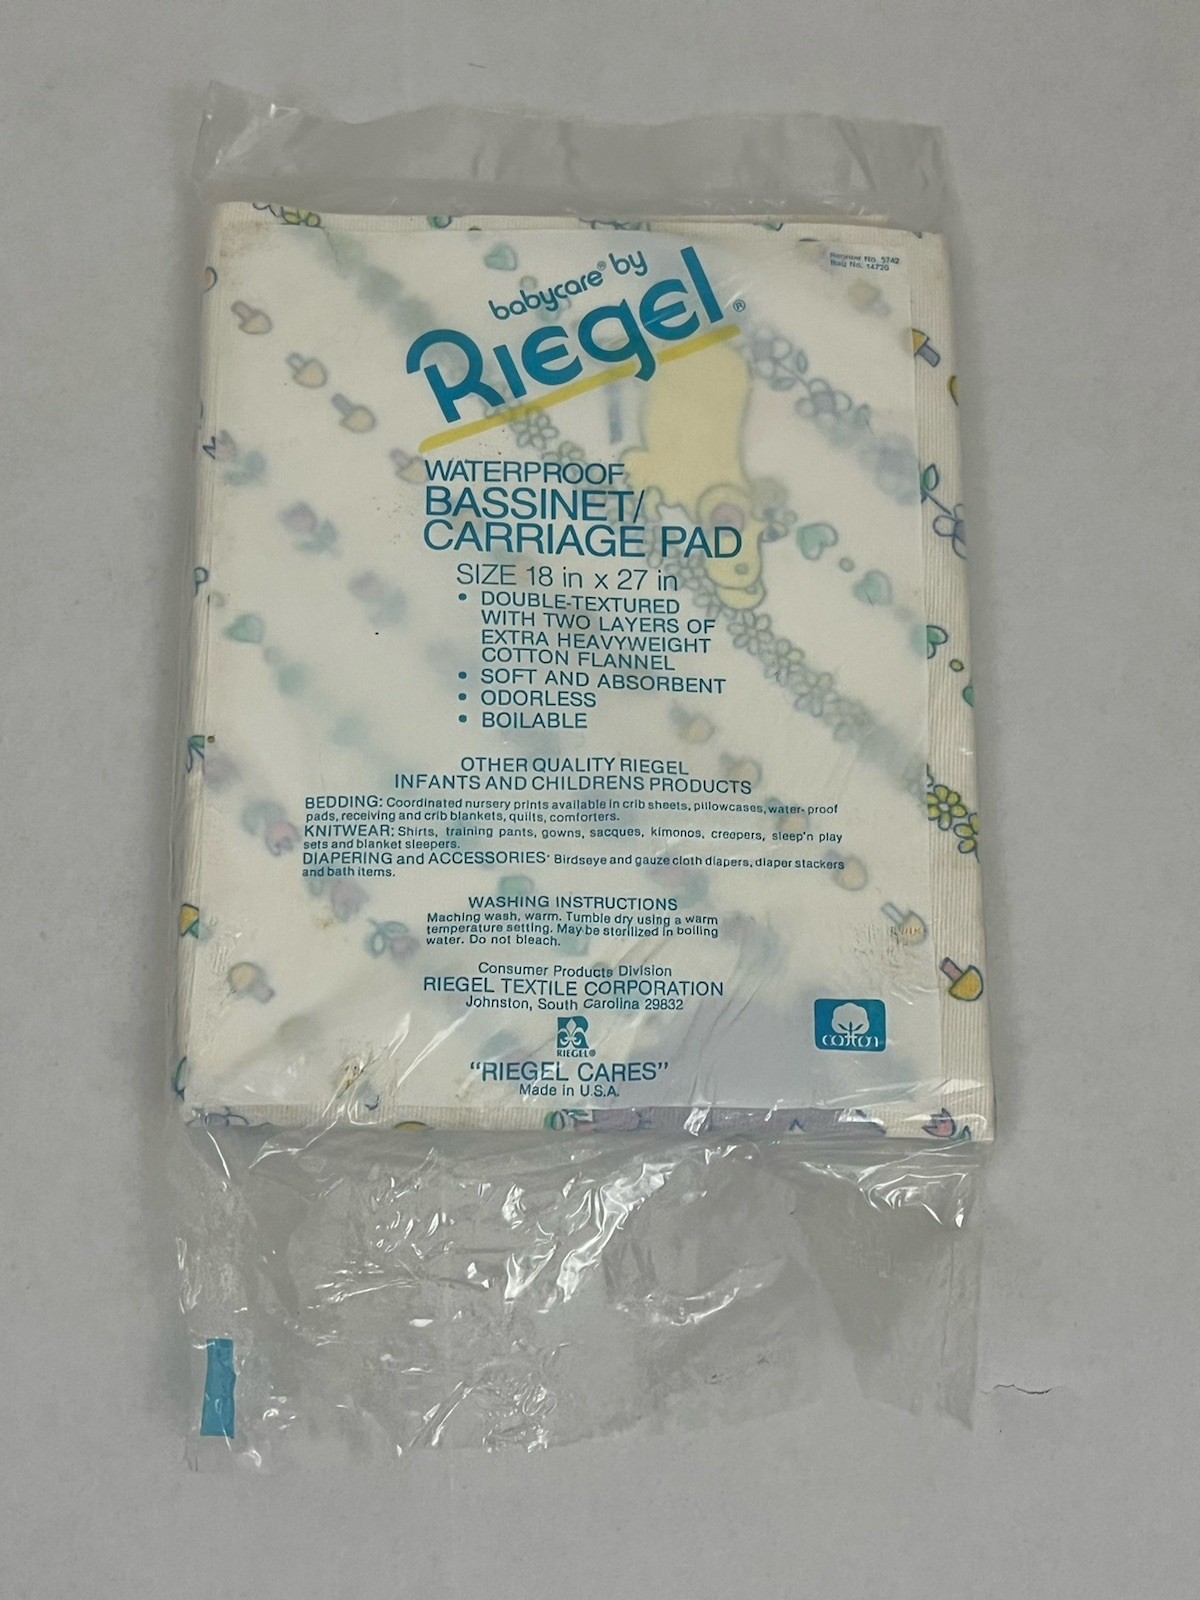 babycare® by
Riegel®
No. 5742
No. 14720
WATERPROOF
BASSINET/
CARRIAGE PAD
SIZE 18 in x 27 in
• DOUBLE-TEXTURED
WITH TWO LAYERS OF
EXTRA HEAVYWEIGHT
COTTON FLANNEL
• SOFT AND ABSORBENT
• ODORLESS
• BOILABLE
OTHER QUALITY RIEGEL
INFANTS AND CHILDRENS PRODUCTS
BEDDING: Coordinated nursery prints available in crib sheets, pillowcases, water-proof
pads, receiving and crib blankets, quilts, comforters.
KNITWEAR: Shirts, training pants, gowns, sacques, kimonos, creepers, sleep'n play
sets and blanket sleepers.
DIAPERING and ACCESSORIES: Birdseye and gauze cloth diapers, diaper stackers
and bath items.
WASHING INSTRUCTIONS
Maching wash, warm. Tumble dry using a warm
temperature setting. May be sterilized in boiling
water. Do not bleach.
Consumer Products Division
RIEGEL TEXTILE CORPORATION
Johnston, South Carolina 29832
RIEGEL®
cotton
"RIEGEL CARES"
Made in U.S.A.